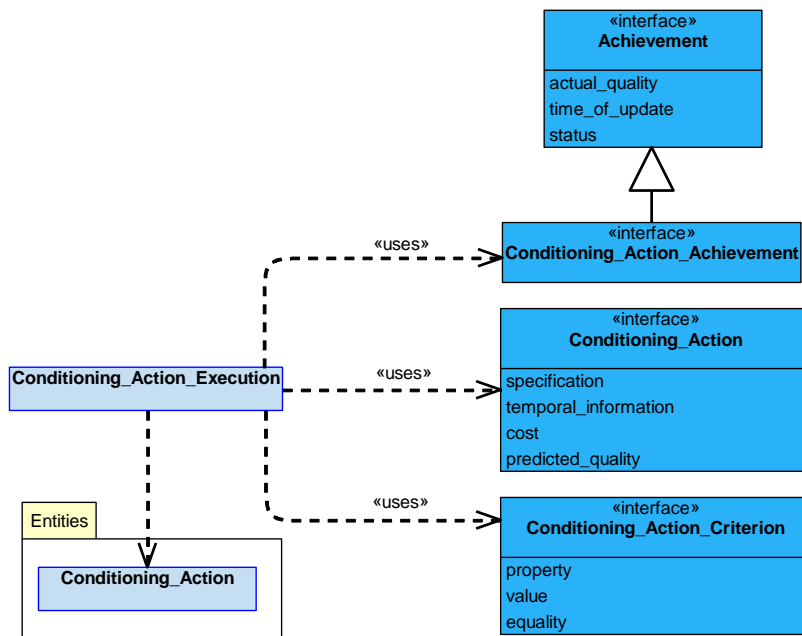 «interface»
Achievement
actual_quality
time_of_update
status
«interface»
Conditioning_Action_Achievement
«uses»
«interface»
Conditioning_Action
specification
temporal_information
cost
predicted_quality
Conditioning_Action_Execution
«uses»
«uses»
«interface»
Conditioning_Action_Criterion
property
value
equality
Entities
Conditioning_Action